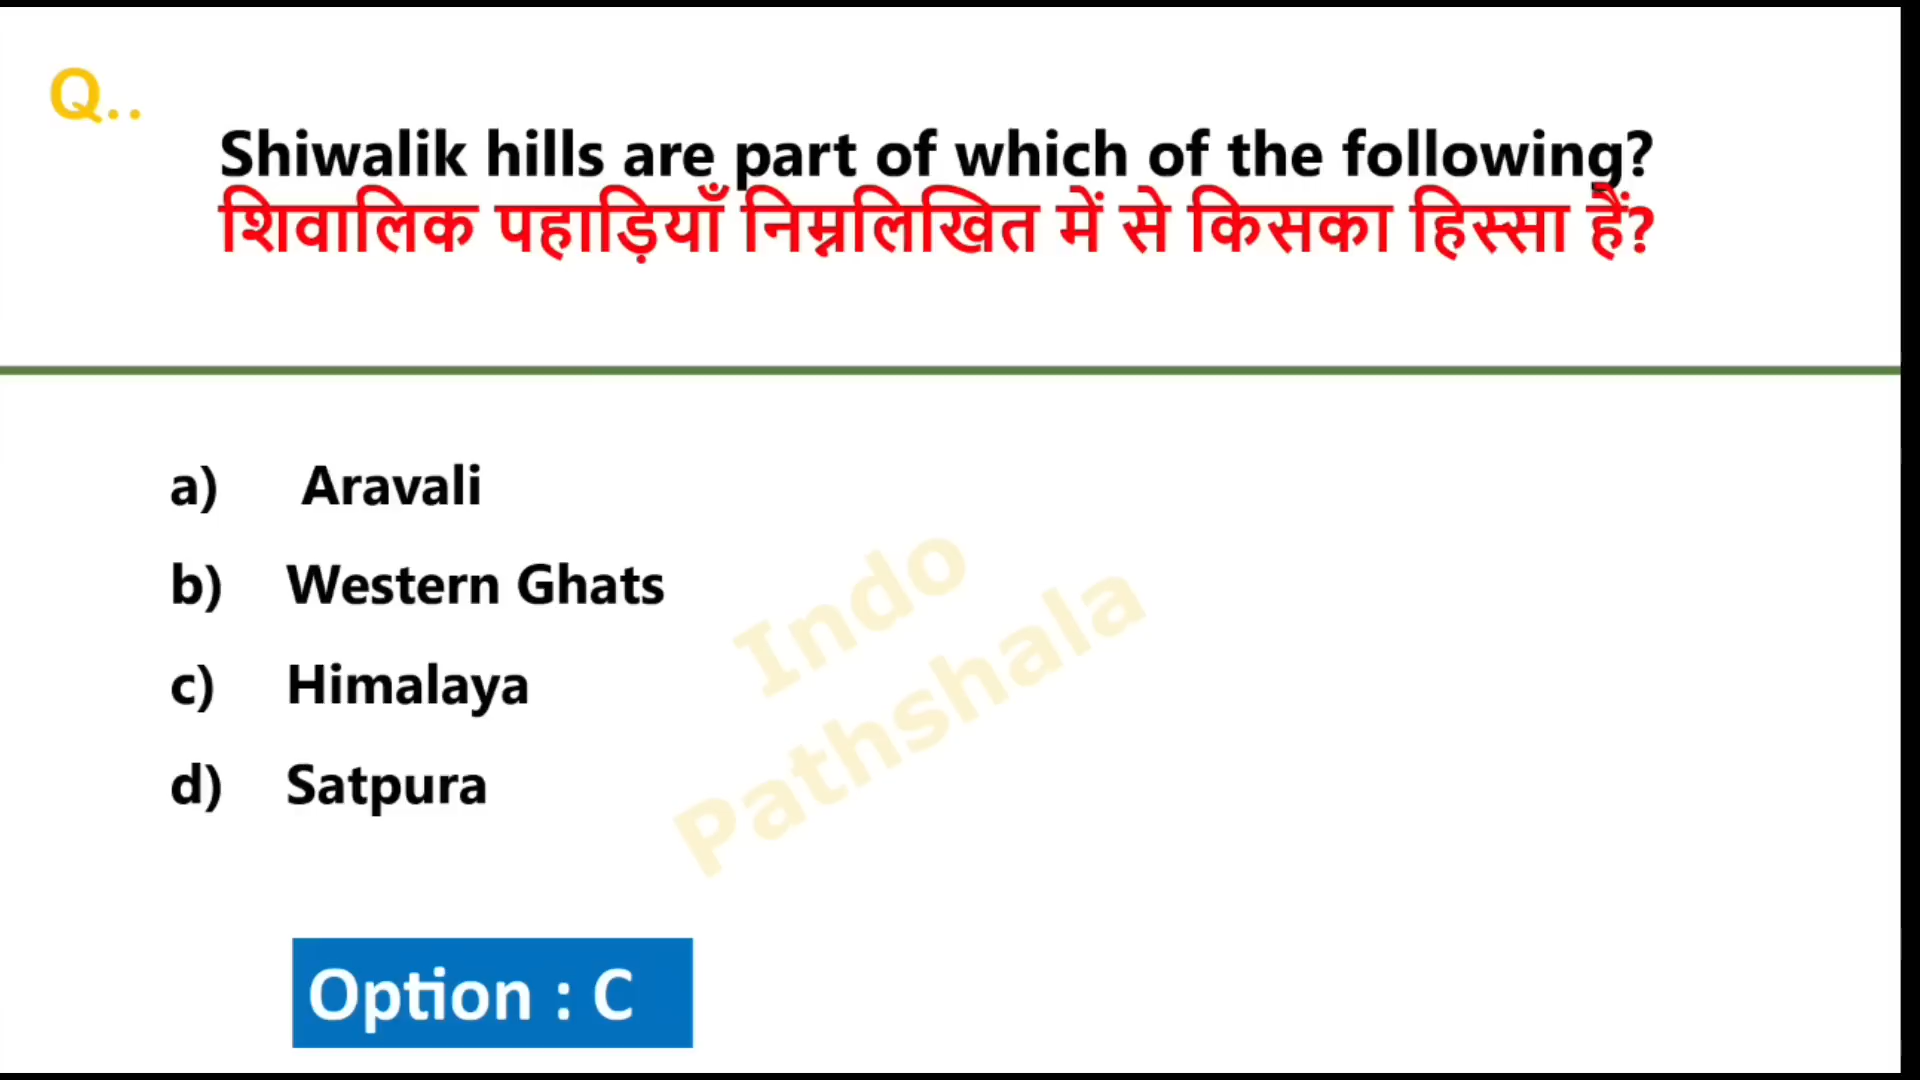 Q..
Shiwalik hills are part of which of the following?
शिवालिक पहाड़ियाँ निम्नलिखित में से किसका हिस्सा हैं?
a) Aravali
b) Western Ghats
c) Himalaya
d) Satpura
Indo
Pathshala
Option : C